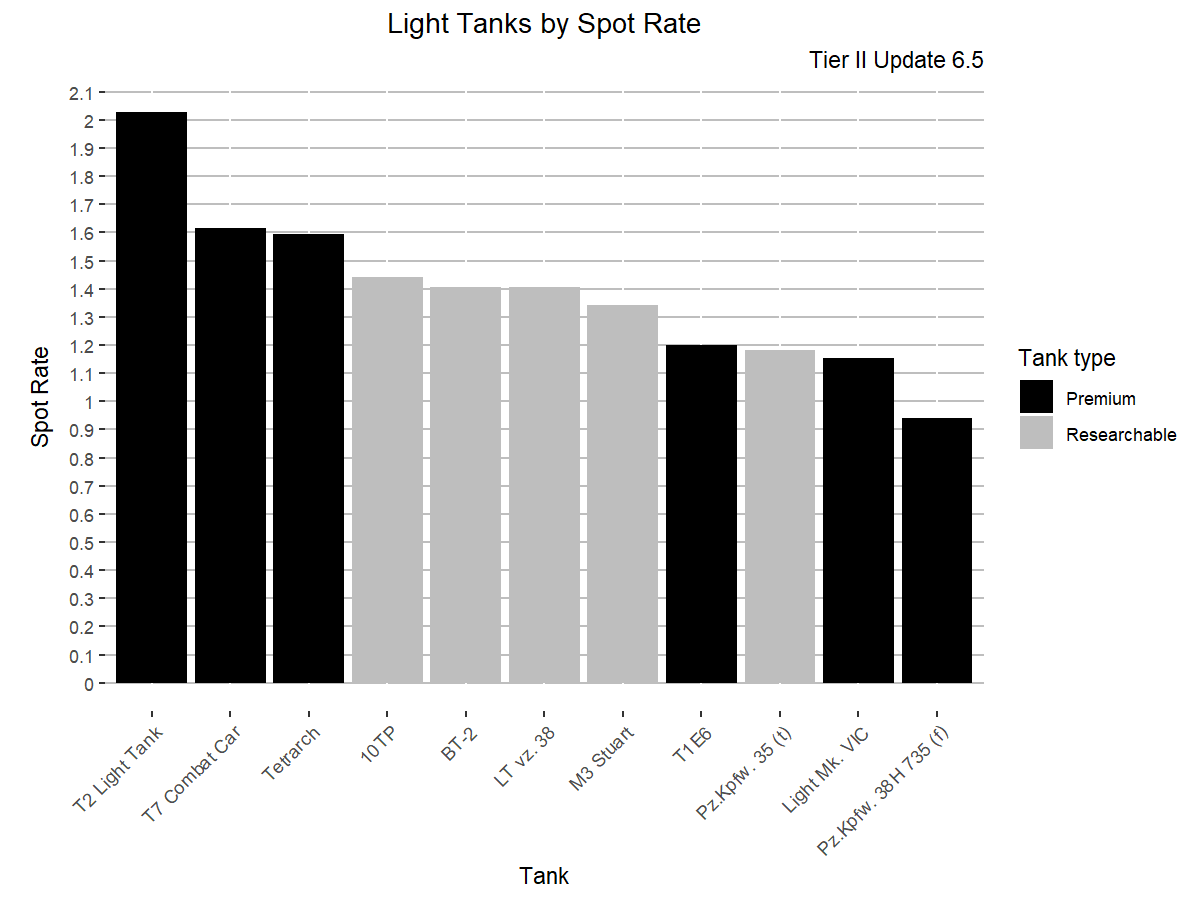 Light Tanks by Spot Rate
Tier II Update 6.5
Spot Rate
2.1
2
1.9
1.8
1.7
1.6
1.5
1.4
1.3
1.2
1.1
1
0.9
0.8
0.7
0.6
0.5
0.4
0.3
0.2
0.1
0
T2 Light Tank
T7 Combat Car
Tetrarch
10TP
BT-2
LT vz. 38
M3 Stuart
T1E6
Pz.Kpfw. 35 (t)
Light Mk. VIC
Pz.Kpfw. 38H 735 (f)
Tank
Tank type
Premium
Researchable